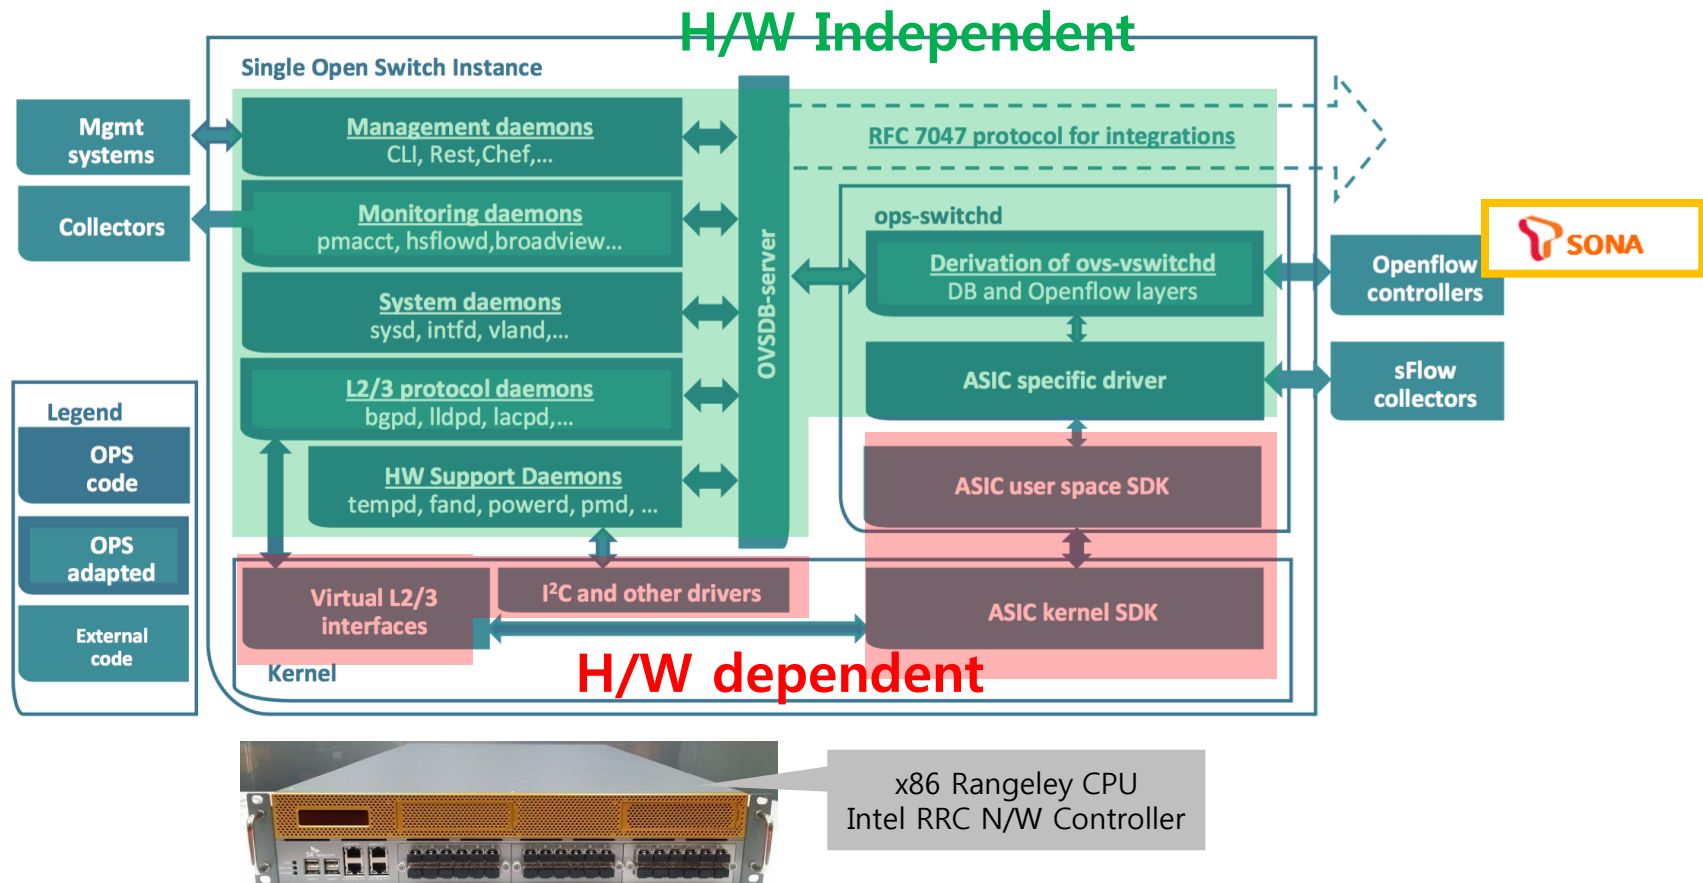 H/W Independent
Single Open Switch Instance
Mgmt
systems
Collectors
Management daemons
CLI, Rest,Chef,...
Monitoring daemons
pmacct, hsflowd,broadview...
System daemons
sysd, intfd, vland,...
L2/3 protocol daemons
bgpd, lldpd, lacpd,...
HW Support Daemons
tempd, fand, powerd, pmd, ...
OVSDB-server
RFC 7047 protocol for integrations
ops-switchd
Derivation of ovs-vswitchd
DB and Openflow layers
ASIC specific driver
ASIC user space SDK
Openflow
controllers
SONA
sFlow
collectors
Legend
OPS
code
OPS
adapted
External
code
Virtual L2/3
interfaces
I²C and other drivers
ASIC kernel SDK
Kernel
H/W dependent
x86 Rangeley CPU
Intel RRC N/W Controller